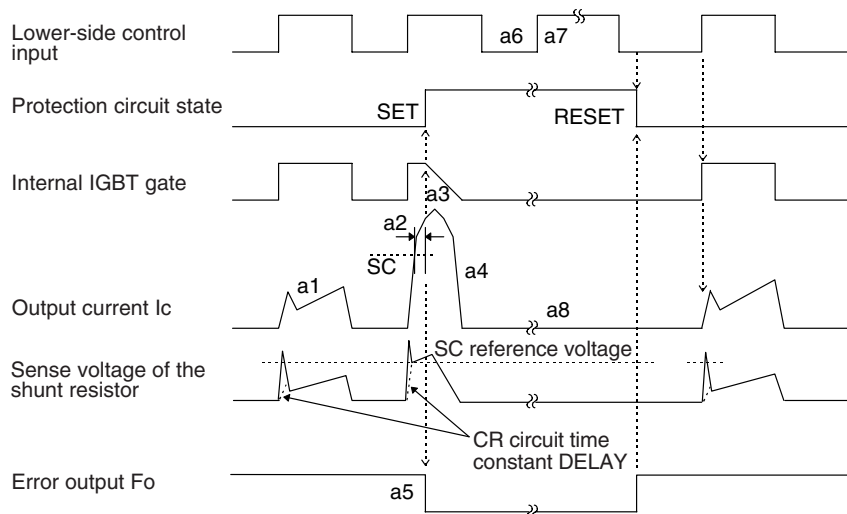 Lower-side control
input
a6
a7
Protection circuit state
SET
RESET
Internal IGBT gate
a3
a2
SC
a4
a1
Output current Ic
a8
SC reference voltage
Sense voltage of the
shunt resistor
CR circuit time
constant DELAY
Error output Fo
a5